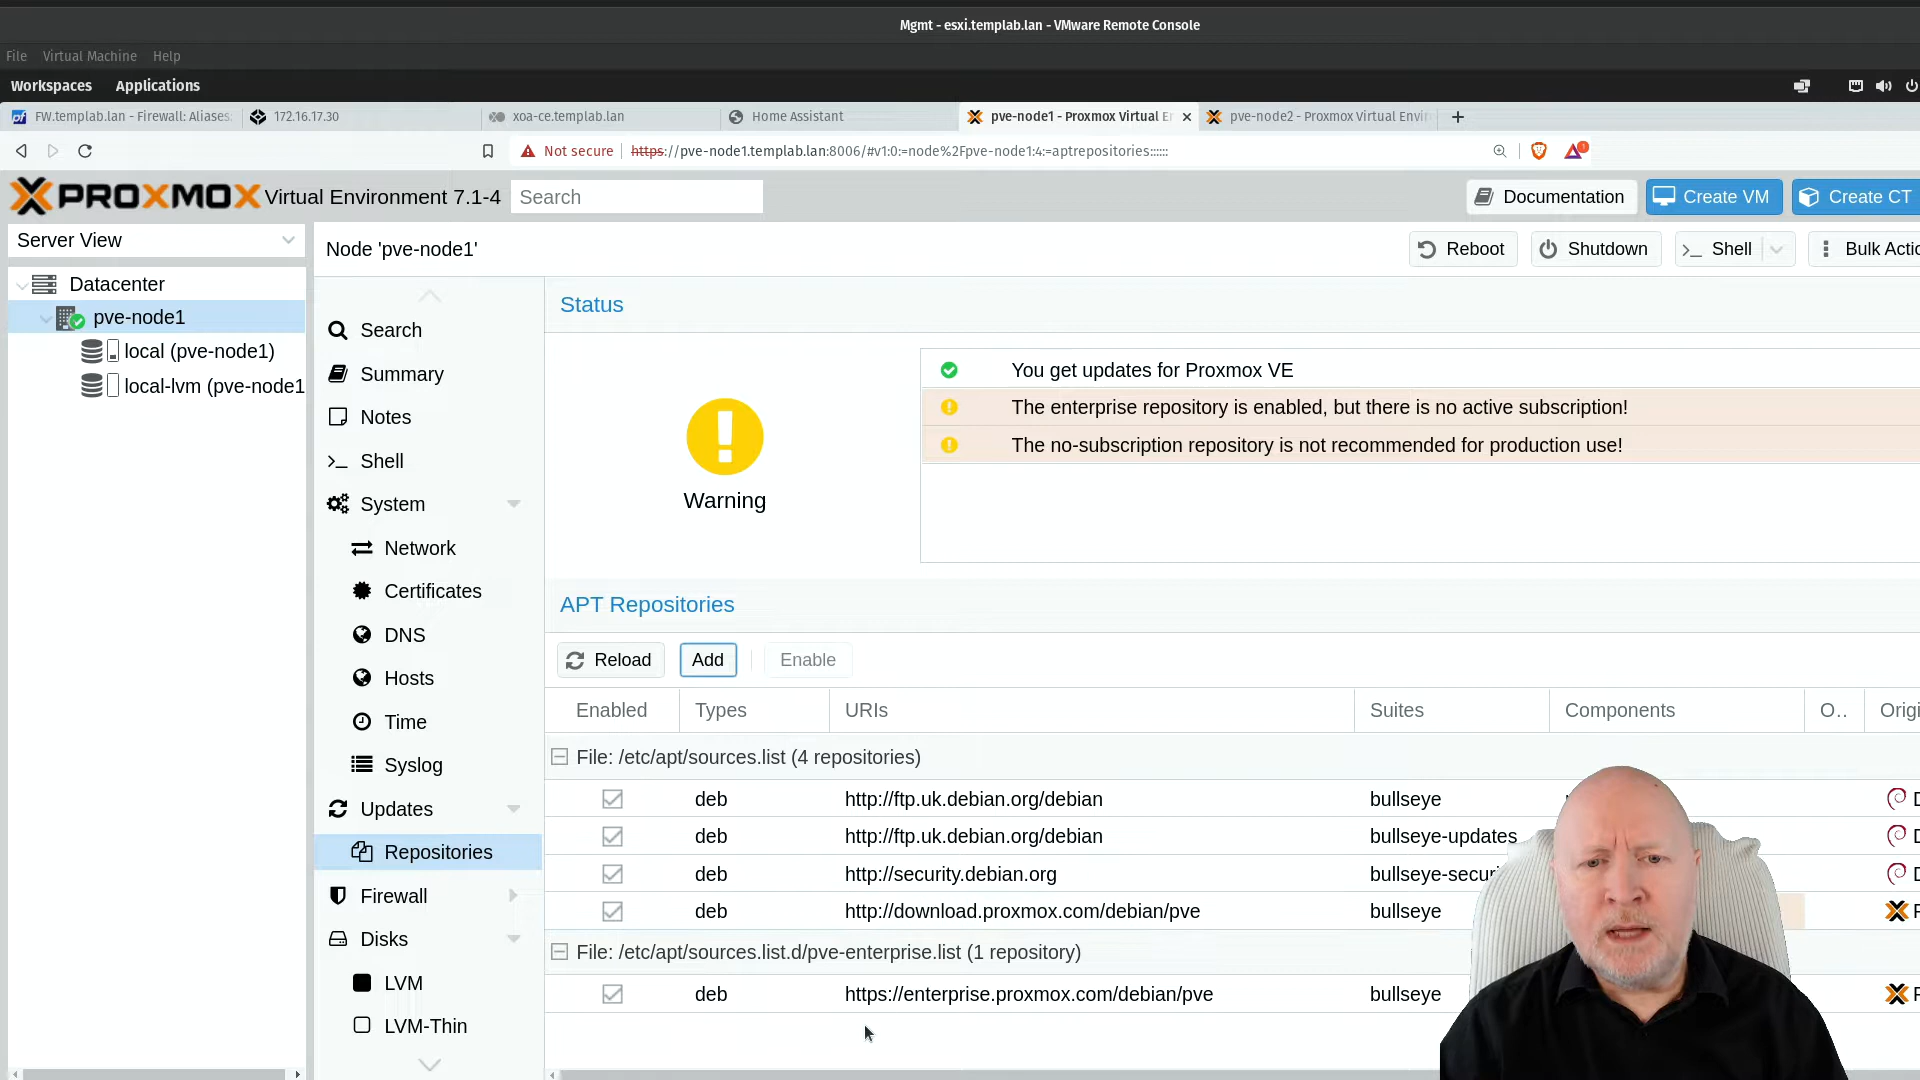 Mgmt - esxi.templab.lan - VMware Remote Console
File Virtual Machine Help
Workspaces Applications
FW.templab.lan - Firewall: Aliases: 172.16.17.30 xoa-ce.templab.lan Home Assistant pve-node1 - Proxmox Virtual En pve-node2 - Proxmox Virtual Envir
Not secure https://pve-node1.templab.lan:8006/#v1:0:=node%2Fpve-node1:4:=aptrepositories::::::
PROXMOX Virtual Environment 7.1-4 Search Documentation Create VM Create CT
Server View
Node 'pve-node1' Reboot Shutdown Shell Bulk Actio
Datacenter
pve-node1
local (pve-node1)
local-lvm (pve-node1
Search
Summary
Notes
Shell
System
Network
Certificates
DNS
Hosts
Time
Syslog
Updates
Repositories
Firewall
Disks
LVM
LVM-Thin
Status
Warning
You get updates for Proxmox VE
The enterprise repository is enabled, but there is no active subscription!
The no-subscription repository is not recommended for production use!
APT Repositories
Reload Add Enable
Enabled Types URIs Suites Components O.. Origi
File: /etc/apt/sources.list (4 repositories)
deb http://ftp.uk.debian.org/debian bullseye
deb http://ftp.uk.debian.org/debian bullseye-updates
deb http://security.debian.org bullseye-securi
deb http://download.proxmox.com/debian/pve bullseye
File: /etc/apt/sources.list.d/pve-enterprise.list (1 repository)
deb https://enterprise.proxmox.com/debian/pve bullseye